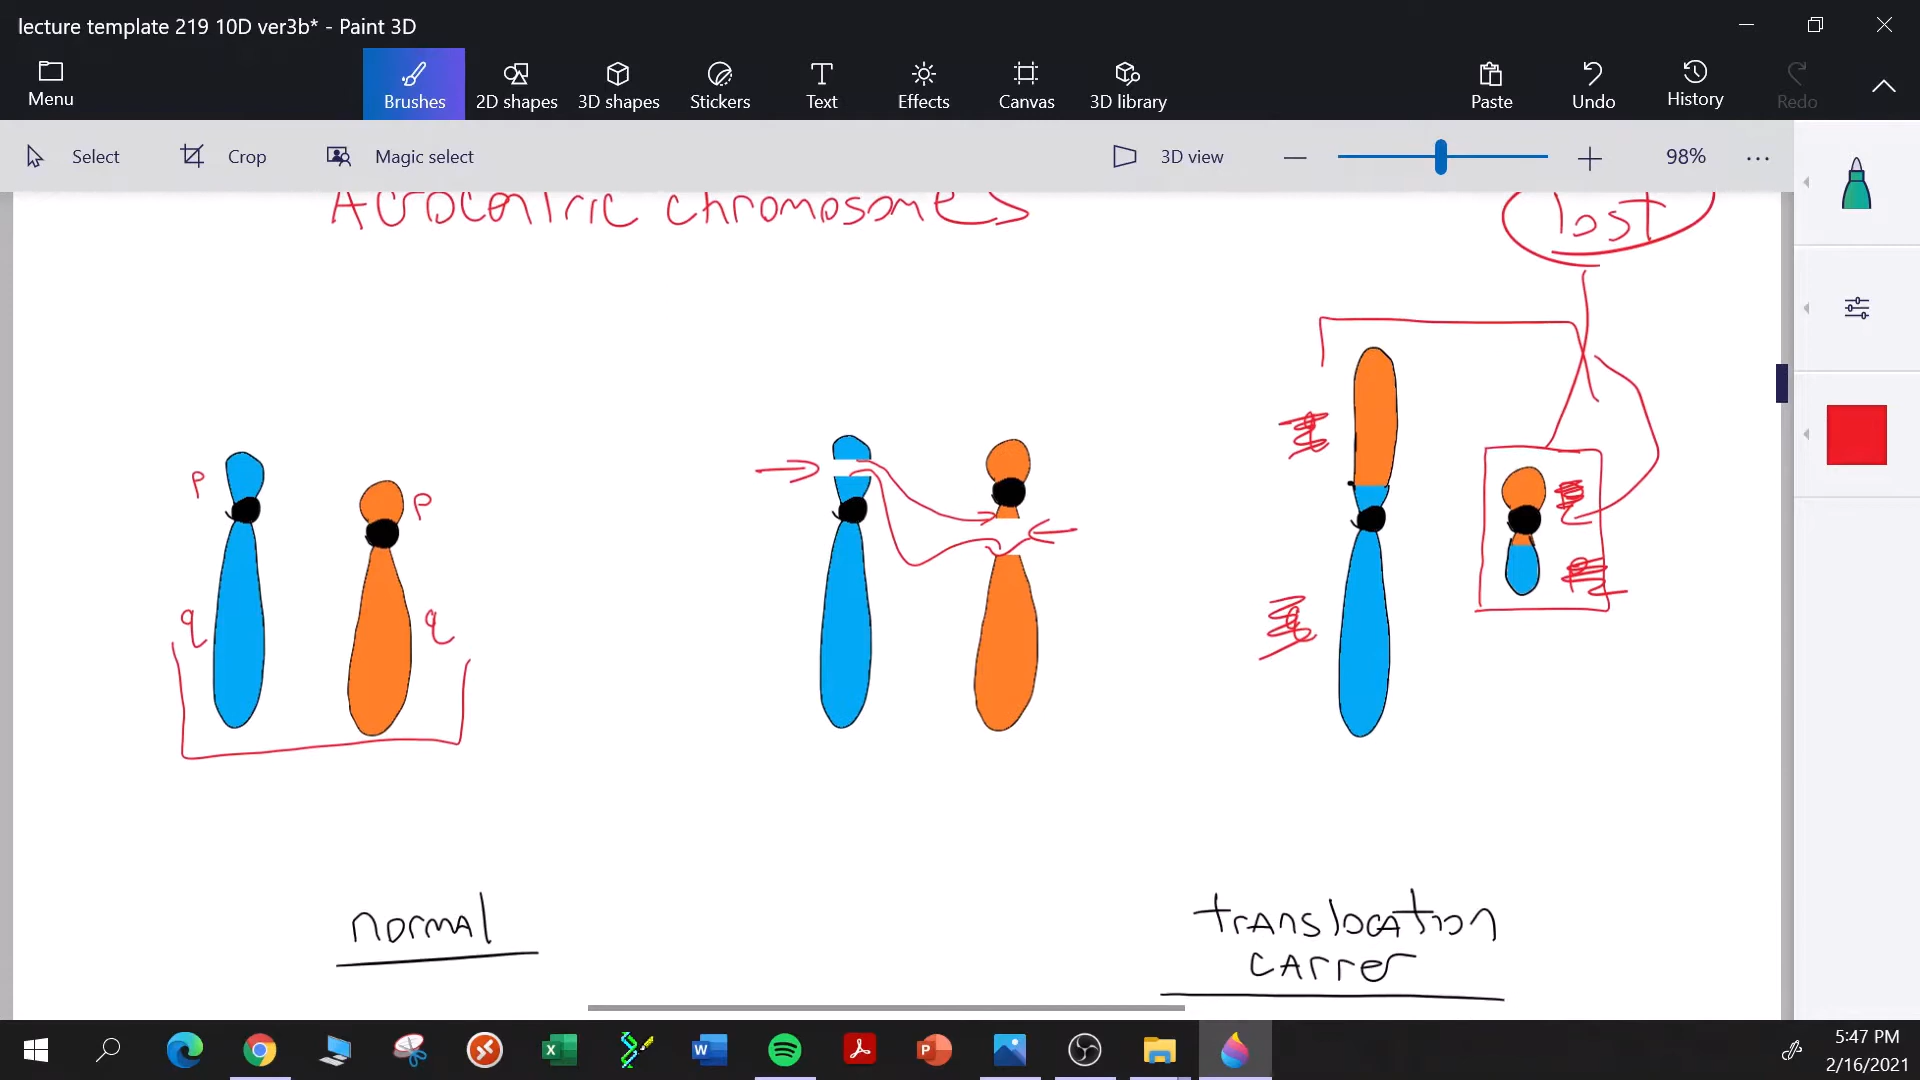 lecture template 219 10D ver3b* - Paint 3D
Menu
Brushes
2D shapes
3D shapes
Stickers
Text
Effects
Canvas
3D library
Paste
Undo
History
Redo
Select
Crop
Magic select
3D view
98%
Acrocentric chromosomes
lost
P
P
q
q
normal
translocation
carrer
5:47 PM
2/16/2021